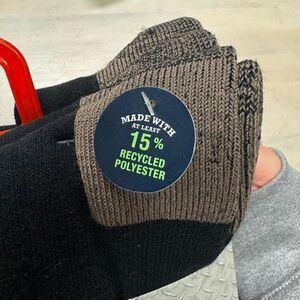 MADE WITH
AT LEAST
15%
RECYCLED
POLYESTER